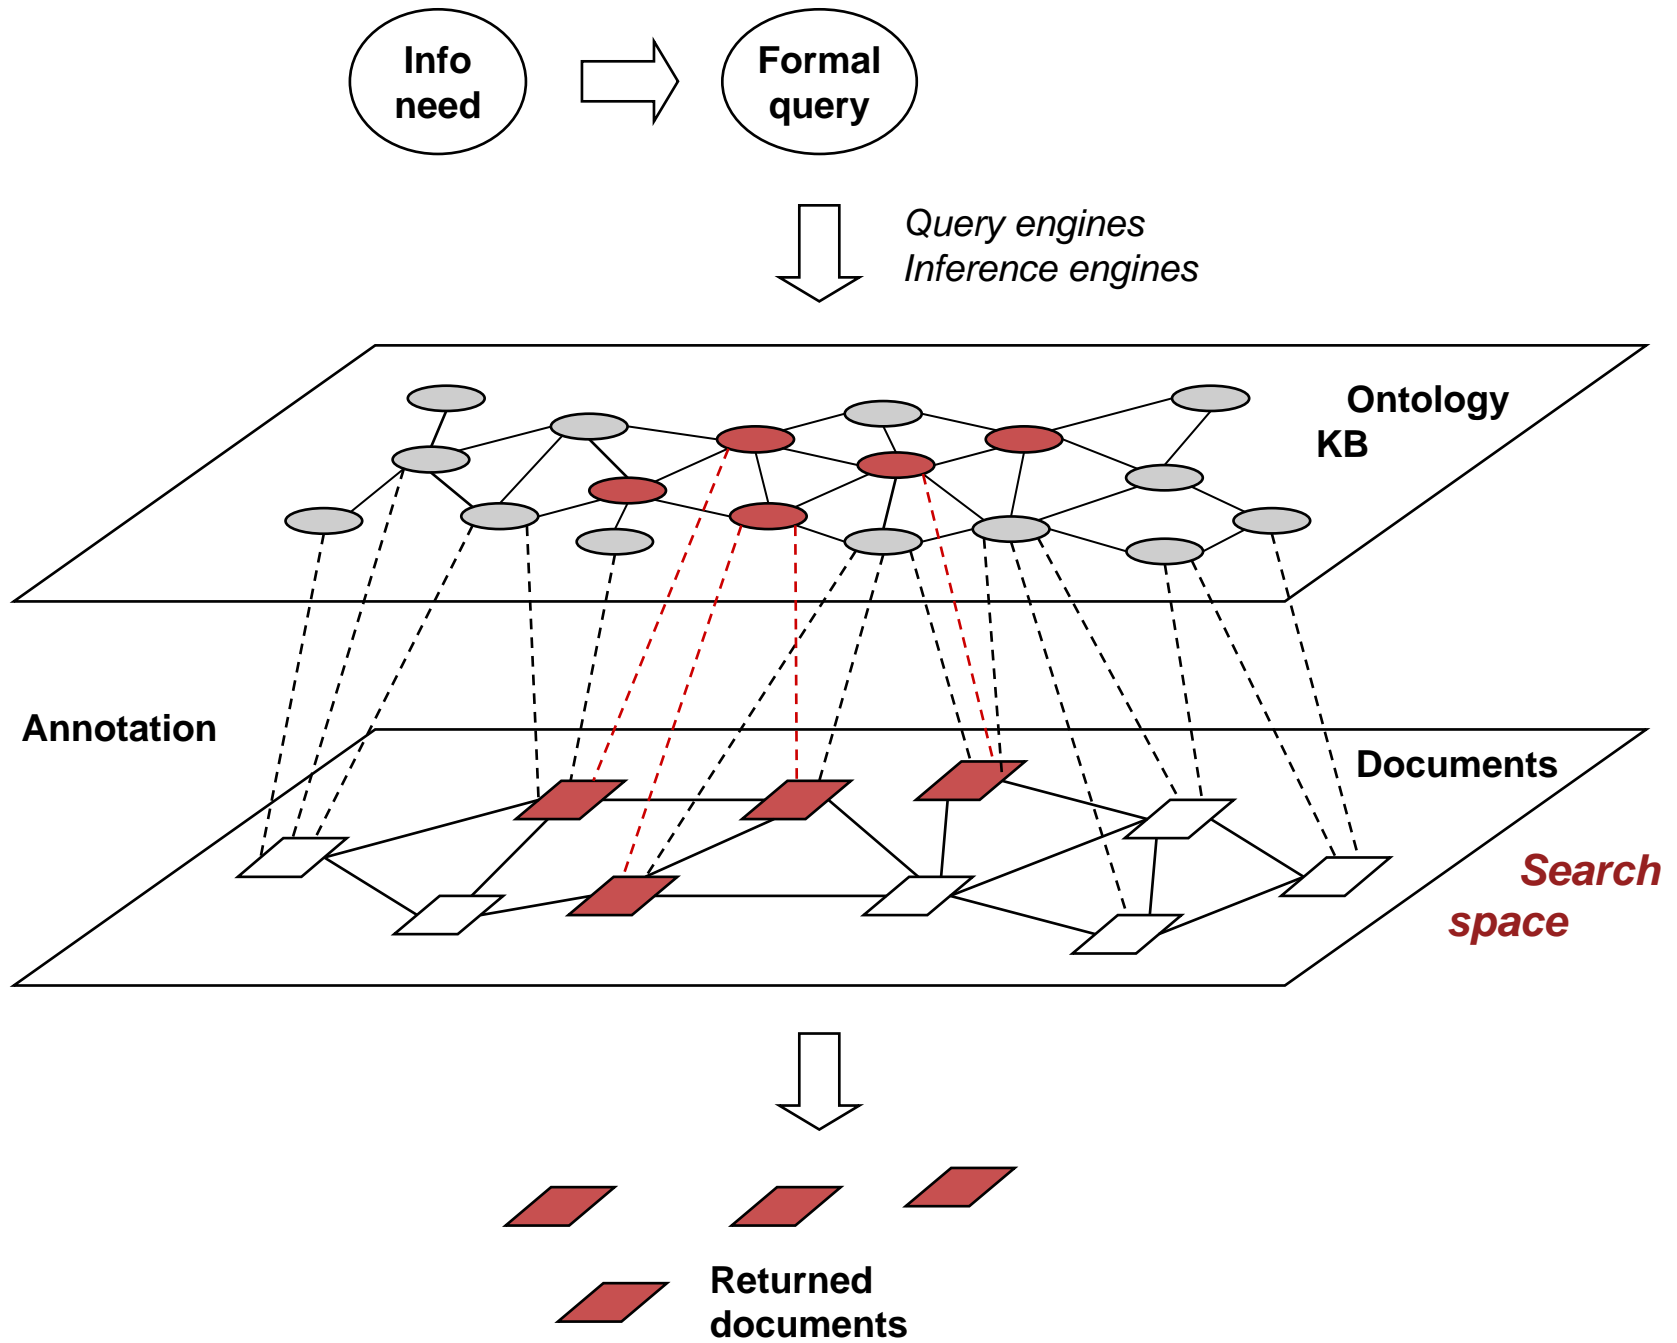 Info
need
Formal
query
Query engines
Inference engines
Ontology
KB
Annotation
Documents
Search
space
Returned
documents